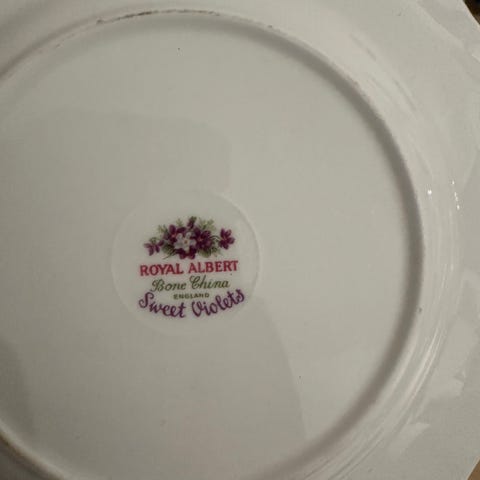 ROYAL ALBERT
Bone China
ENGLAND
Sweet Violets